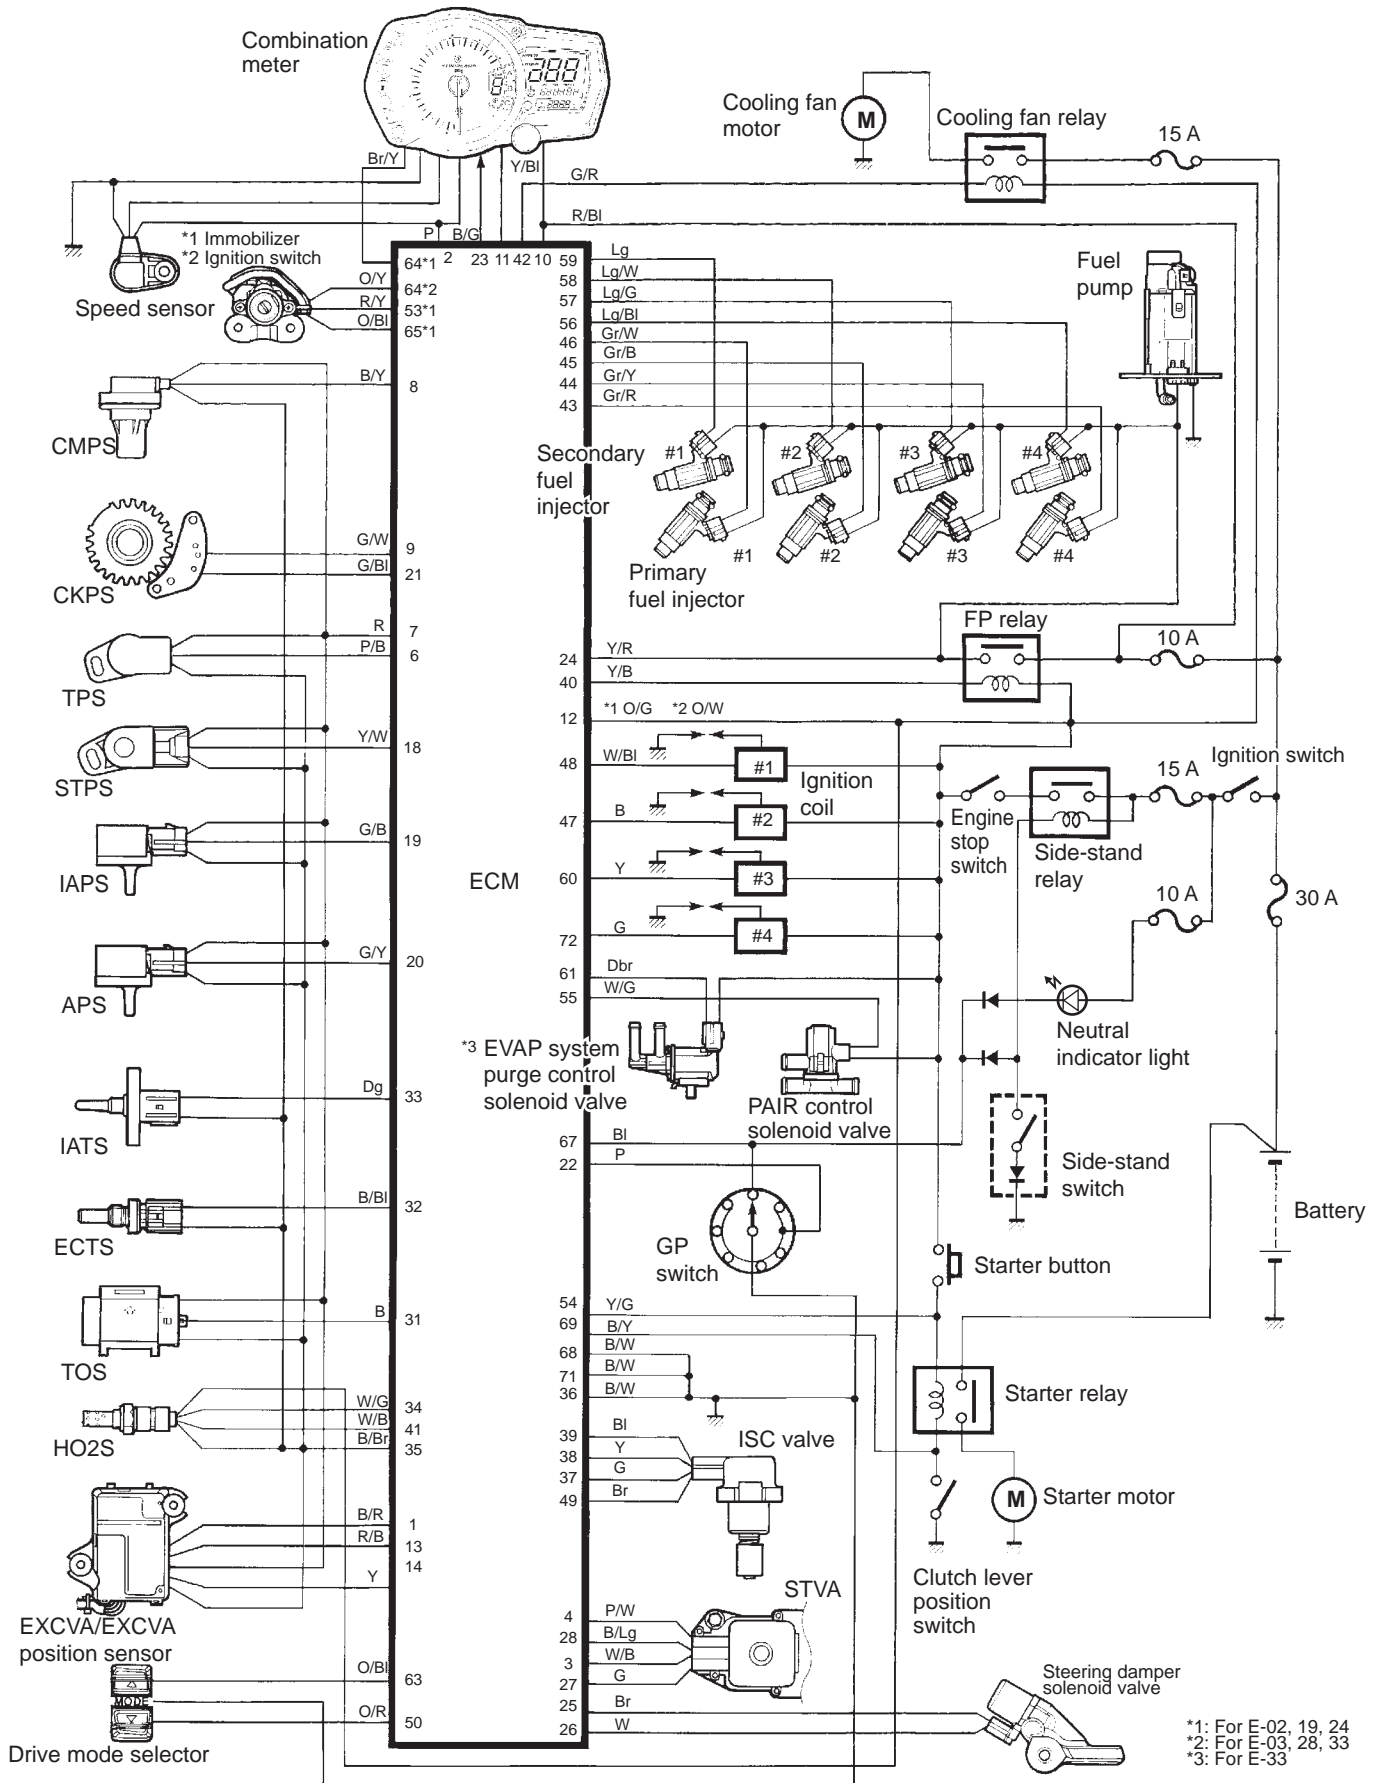 Combination
meter
Cooling fan
motor
M
Cooling fan relay
15 A
Br/Y
Y/Bl
G/R
R/Bl
P
B/G
*1 Immobilizer
*2 Ignition switch
Speed sensor
64*1
2
23
11
42
10
59
Lg
O/Y
64*2
58
Lg/W
R/Y
53*1
57
Lg/G
O/Bl
65*1
56
Lg/Bl
46
Gr/W
45
Gr/B
44
Gr/Y
43
Gr/R
Fuel
pump
B/Y
8
CMPS
Secondary
fuel
injector
#1
#2
#3
#4
#1
#2
#3
#4
Primary
fuel injector
G/W
9
G/Bl
21
CKPS
R
7
P/B
6
TPS
FP relay
10 A
24
Y/R
40
Y/B
12
*1 O/G
*2 O/W
Y/W
18
STPS
48
W/Bl
#1
Ignition
coil
47
B
#2
60
Y
#3
72
G
#4
Ignition switch
15 A
Engine
stop
switch
Side-stand
relay
10 A
30 A
G/B
19
IAPS
ECM
G/Y
20
APS
61
Dbr
55
W/G
*3 EVAP system
purge control
solenoid valve
PAIR control
solenoid valve
Neutral
indicator light
Side-stand
switch
Battery
Dg
33
IATS
67
Bl
22
P
GP
switch
B/Bl
32
ECTS
Starter button
54
Y/G
69
B/Y
68
B/W
71
B/W
36
B/W
B
31
TOS
Starter relay
W/G
34
W/B
41
B/Br
35
HO2S
39
Bl
38
Y
37
G
49
Br
ISC valve
M
Starter motor
Clutch lever
position
switch
B/R
1
R/B
13
14
Y
EXCVA/EXCVA
position sensor
STVA
4
P/W
28
B/Lg
3
W/B
27
G
25
Br
26
W
O/Bl
63
MODE
O/R
50
Drive mode selector
Steering damper
solenoid valve
*1: For E-02, 19, 24
*2: For E-03, 28, 33
*3: For E-33